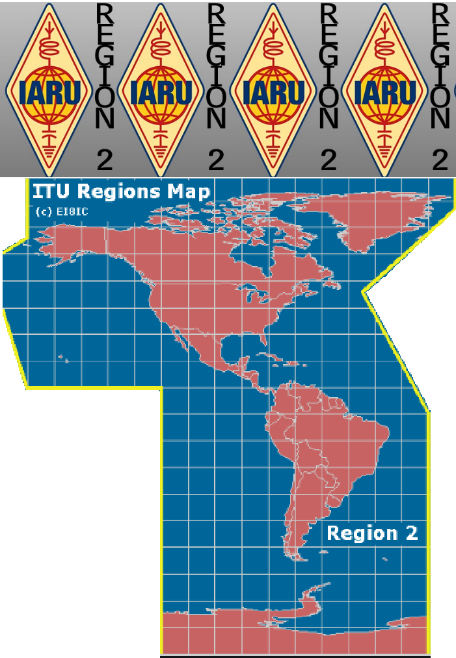 IARU
REGION 2
IARU
REGION 2
IARU
REGION 2
IARU
REGION 2
ITU Regions Map
(c) EI8IC
Region 2